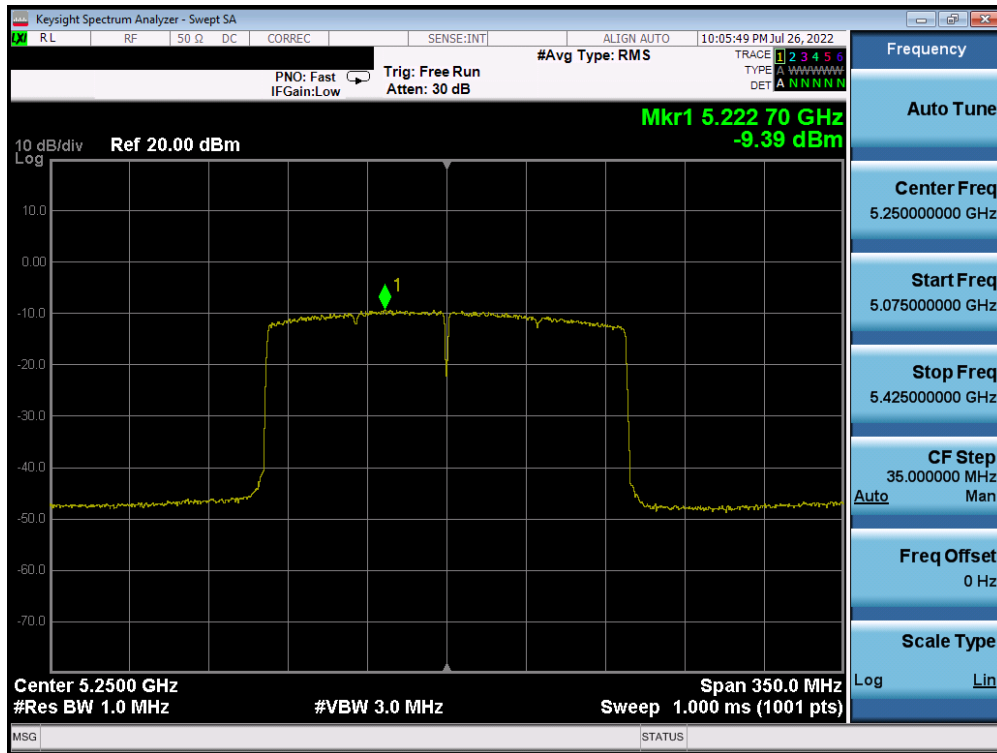 Keysight Spectrum Analyzer - Swept SA
LXI RL RF 50 Ω DC CORREC SENSE:INT ALIGN AUTO 10:05:49 PM Jul 26, 2022
PNO: Fast
IFGain:Low
Trig: Free Run
Atten: 30 dB
#Avg Type: RMS
TRACE 1 2 3 4 5 6
TYPE A WWWWW
DET A N N N N N
Mkr1 5.222 70 GHz
-9.39 dBm
10 dB/div Ref 20.00 dBm
Log
10.0
0.00
-10.0
-20.0
-30.0
-40.0
-50.0
-60.0
-70.0
1
Center 5.2500 GHz Span 350.0 MHz
#Res BW 1.0 MHz #VBW 3.0 MHz Sweep 1.000 ms (1001 pts)
MSG STATUS
Frequency
Auto Tune
Center Freq
5.250000000 GHz
Start Freq
5.075000000 GHz
Stop Freq
5.425000000 GHz
CF Step
35.000000 MHz
Auto Man
Freq Offset
0 Hz
Scale Type
Log Lin